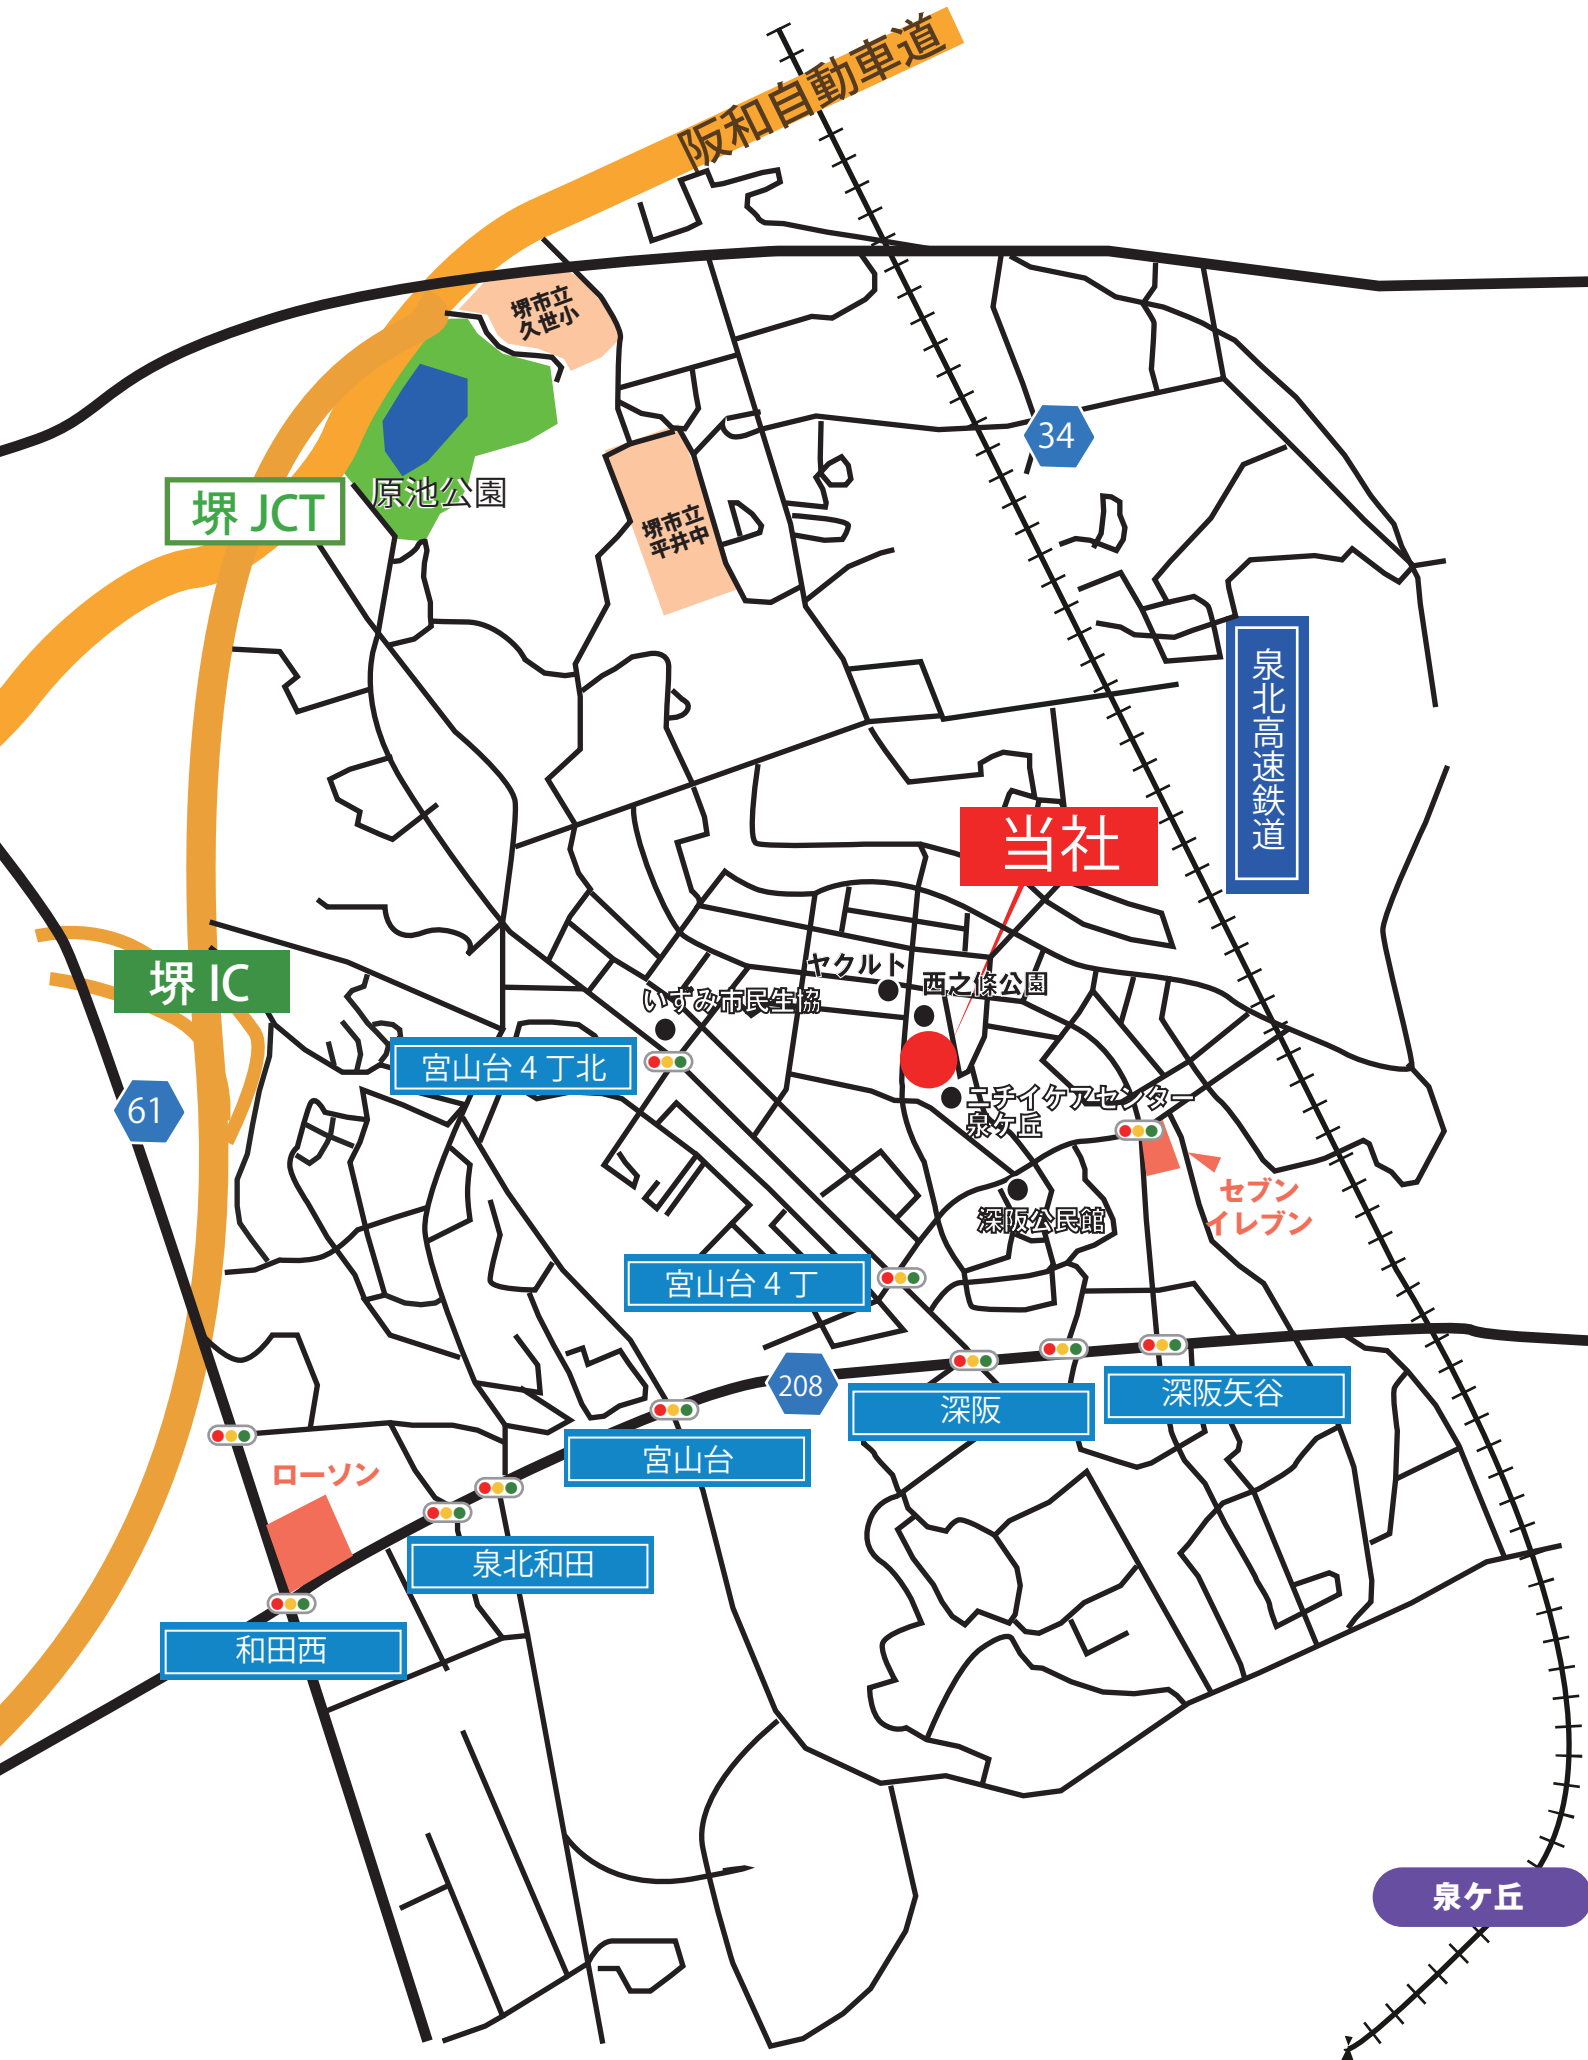 阪和自動車道
堺市立
久世小
34
堺 JCT
原池公園
堺市立
平井中
泉北高速鉄道
当社
ヤクルト
西之條公園
堺 IC
いずみ市民生協
宮山台４丁北
61
ニチイケアセンター
泉ケ丘
セブン
イレブン
深阪公民館
宮山台４丁
208
深阪
深阪矢谷
宮山台
ローソン
泉北和田
和田西
泉ケ丘